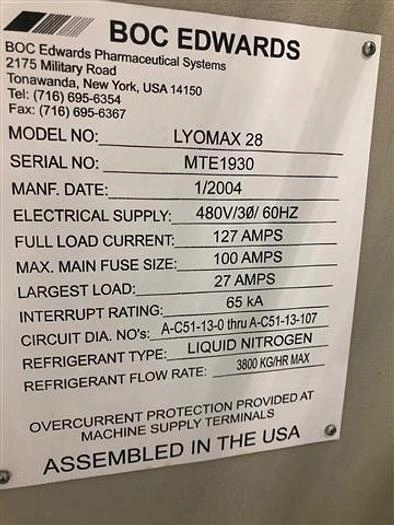 BOC EDWARDS
BOC Edwards Pharmaceutical Systems
2175 Military Road
Tonawanda, New York, USA 14150
Tel: (716) 695-6354
Fax: (716) 695-6367
MODEL NO: LYOMAX 28
SERIAL NO: MTE1930
MANF. DATE: 1/2004
ELECTRICAL SUPPLY: 480V/3Ø/ 60HZ
FULL LOAD CURRENT: 127 AMPS
MAX. MAIN FUSE SIZE: 100 AMPS
LARGEST LOAD: 27 AMPS
INTERRUPT RATING: 65 kA
CIRCUIT DIA. NO's: A-C51-13-0 thru A-C51-13-107
REFRIGERANT TYPE: LIQUID NITROGEN
REFRIGERANT FLOW RATE: 3800 KG/HR MAX
OVERCURRENT PROTECTION PROVIDED AT
MACHINE SUPPLY TERMINALS
ASSEMBLED IN THE USA